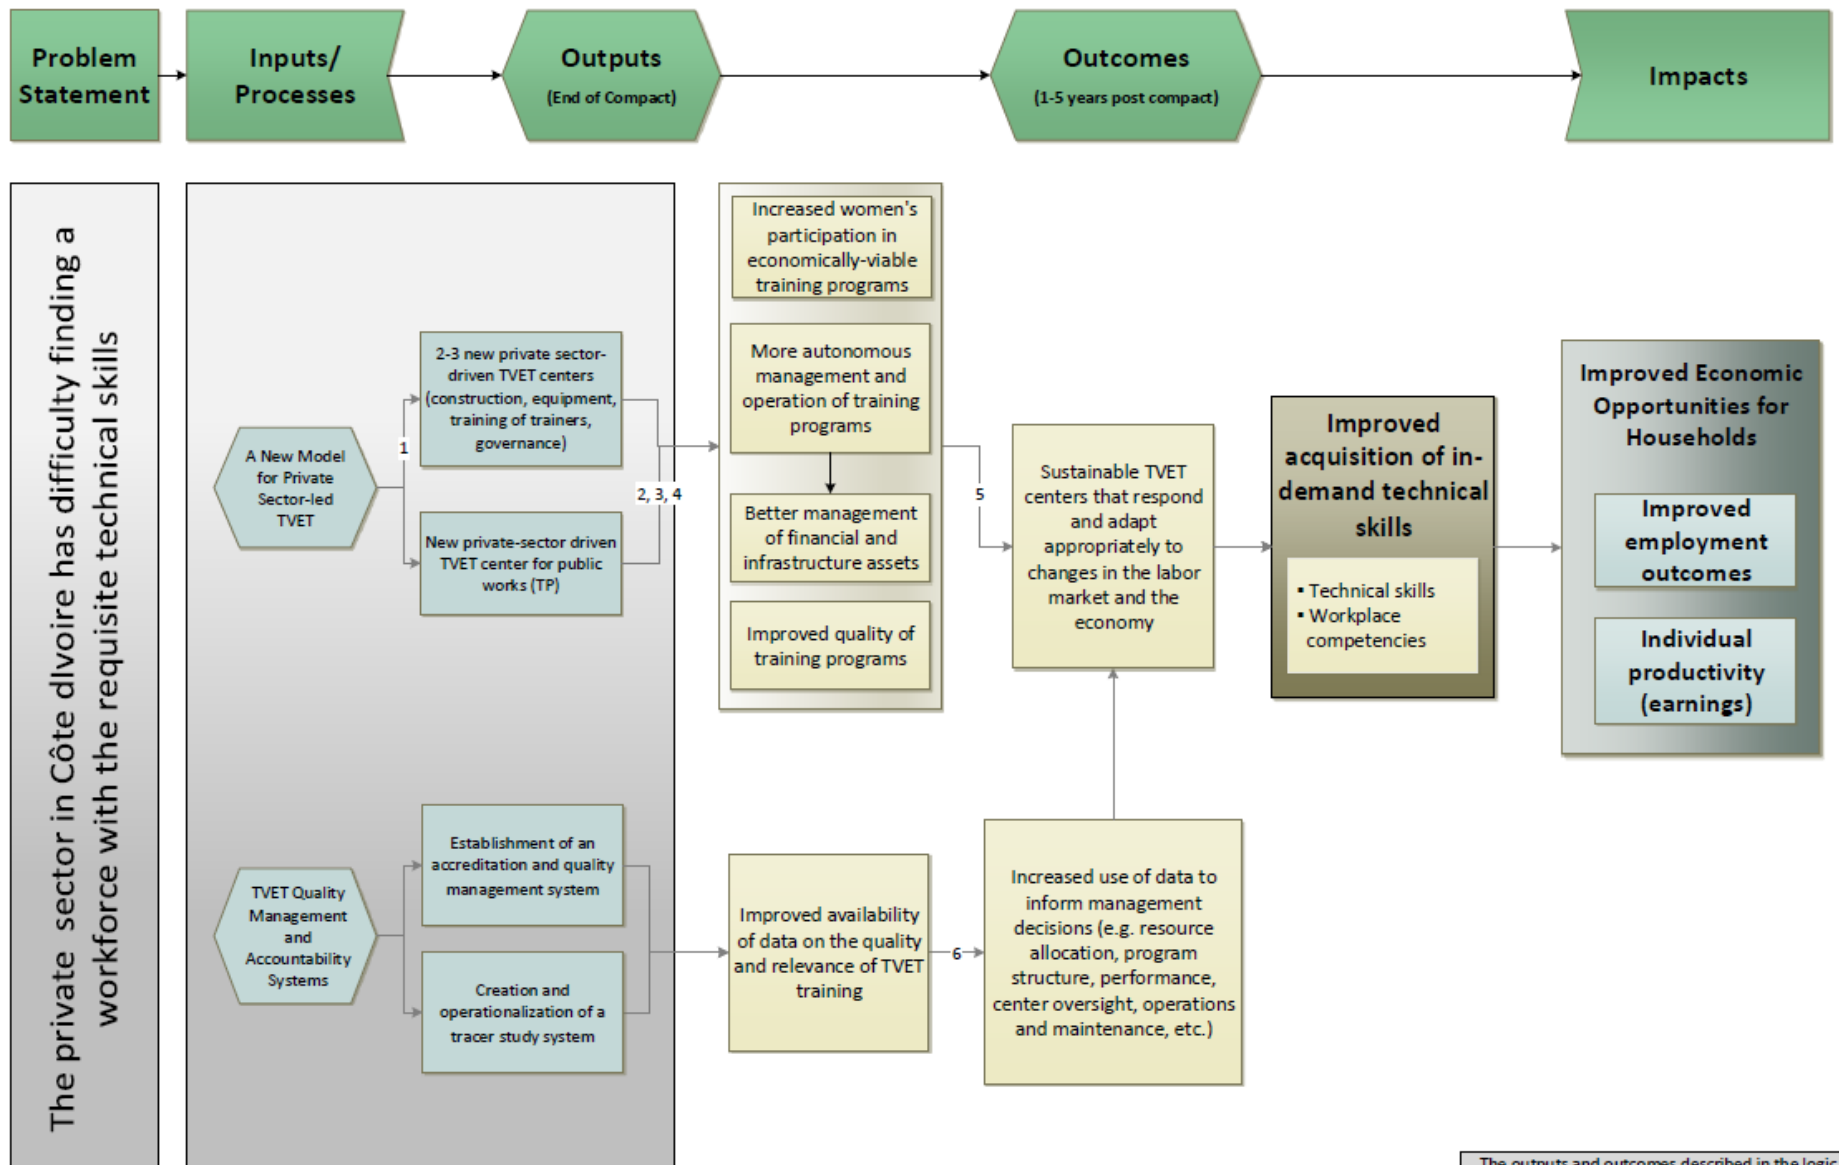 Problem
Statement
Inputs/
Processes
Outputs
(End of Compact)
Outcomes
(1-5 years post compact)
Impacts
The private sector in Côte dIvoire has difficulty finding a
workforce with the requisite technical skills
A New Model
for Private
Sector-led
TVET
1
2-3 new private sector-
driven TVET centers
(construction, equipment,
training of trainers,
governance)
New private-sector driven
TVET center for public
works (TP)
2, 3, 4
Increased women's
participation in
economically-viable
training programs
More autonomous
management and
operation of training
programs
Better management
of financial and
infrastructure assets
Improved quality of
training programs
5
Sustainable TVET
centers that respond
and adapt
appropriately to
changes in the labor
market and the
economy
Improved
acquisition of in-
demand technical
skills
▪ Technical skills
▪ Workplace
competencies
Improved Economic
Opportunities for
Households
Improved
employment
outcomes
Individual
productivity
(earnings)
TVET Quality
Management
and
Accountability
Systems
Establishment of an
accreditation and quality
management system
Creation and
operationalization of a
tracer study system
Improved availability
of data on the quality
and relevance of TVET
training
6
Increased use of data to
inform management
decisions (e.g. resource
allocation, program
structure, performance,
center oversight, operations
and maintenance, etc.)
The outputs and outcomes described in the logic